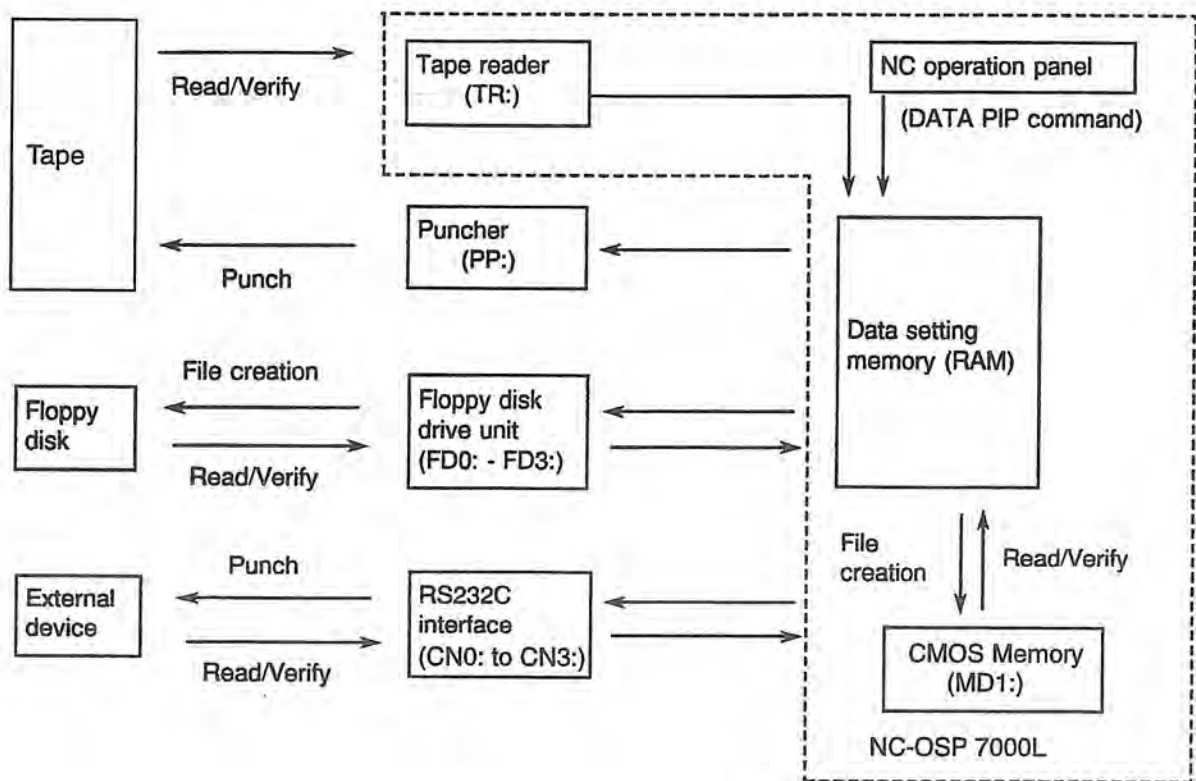 Tape
Read/Verify
Tape reader
(TR:)
NC operation panel
(DATA PIP command)
Punch
Puncher
(PP:)
Data setting
memory (RAM)
Floppy
disk
File creation
Read/Verify
Floppy disk
drive unit
(FD0: - FD3:)
External
device
Punch
Read/Verify
RS232C
interface
(CN0: to CN3:)
File
creation
Read/Verify
CMOS Memory
(MD1:)
NC-OSP 7000L